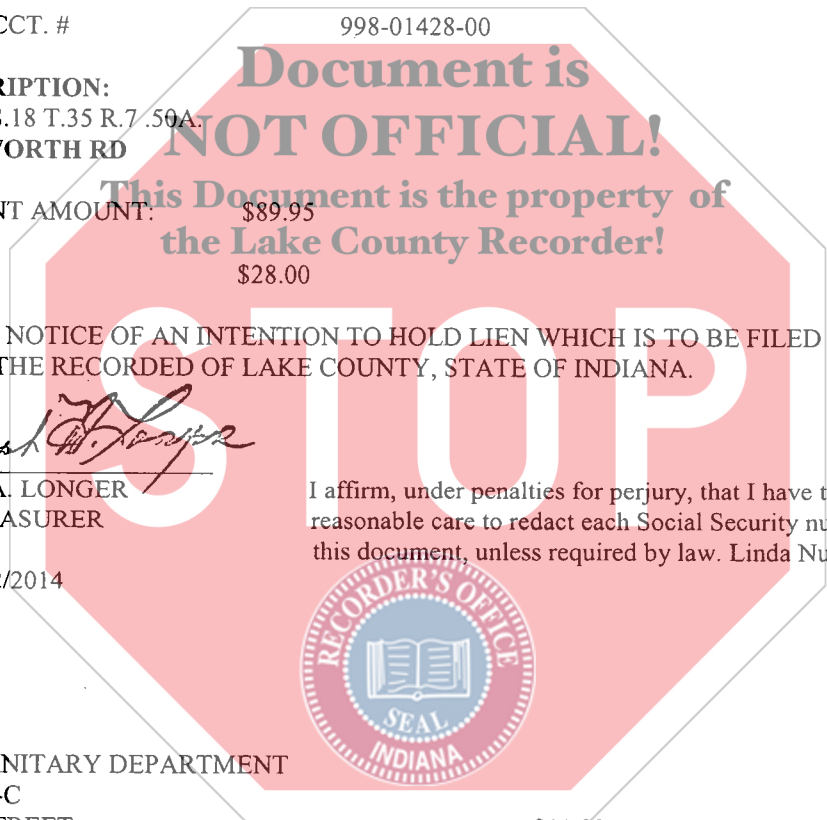 CCT. # 998-01428-00
Document is
RIPTION:
S.18 T.35 R.7 .50A.
NOT OFFICIAL!
WORTH RD
This Document is the property of
NT AMOUNT: $89.95
the Lake County Recorder!
$28.00
STOP
NOTICE OF AN INTENTION TO HOLD LIEN WHICH IS TO BE FILED
THE RECORDED OF LAKE COUNTY, STATE OF INDIANA.
A. LONGER
ASURER
I affirm, under penalties for perjury, that I have t
reasonable care to redact each Social Security nu
this document, unless required by law. Linda Nu
/2014
RECORDER'S OFFICE
SEAL
INDIANA
NITARY DEPARTMENT
-C